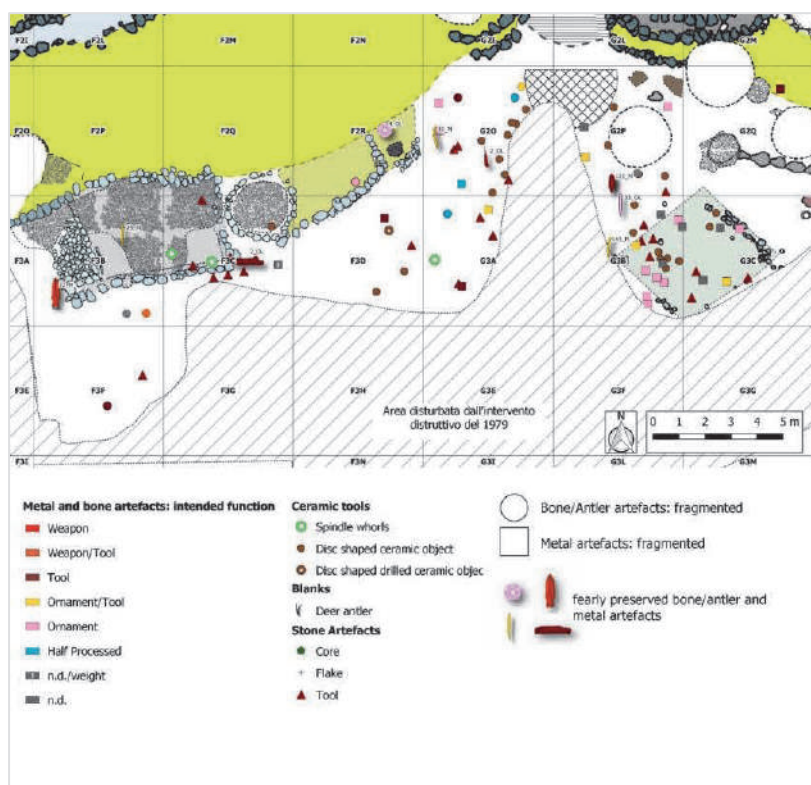 F2I F2L F2M F2N G2I G2L G2M
F2O F2P F2Q F2R G2O G2P G2Q
F3A F3B F3C F3D G3A G3B G3C
F3E F3F F3G F3H G3E G3F G3G
Area disturbata dall'intervento
distruttivo del 1979
N
0 1 2 3 4 5 m
F3I F3N G3I G3L G3M
Metal and bone artefacts: intended function
Weapon
Weapon/Tool
Tool
Ornament/Tool
Ornament
Half Processed
n.d./weight
n.d.
Ceramic tools
Spindle whorls
Disc shaped ceramic object
Disc shaped drilled ceramic objec
Blanks
Deer antler
Stone Artefacts
Core
Flake
Tool
Bone/Antler artefacts: fragmented
Metal artefacts: fragmented
fearly preserved bone/antler and
metal artefacts